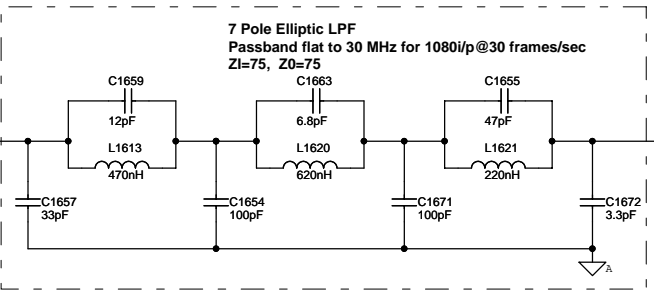 7 Pole Elliptic LPF
Passband flat to 30 MHz for 1080i/p@30 frames/sec
ZI=75, Z0=75
C1659
12pF
L1613
470nH
C1663
6.8pF
L1620
620nH
C1655
47pF
L1621
220nH
C1657
33pF
C1654
100pF
C1671
100pF
C1672
3.3pF
A